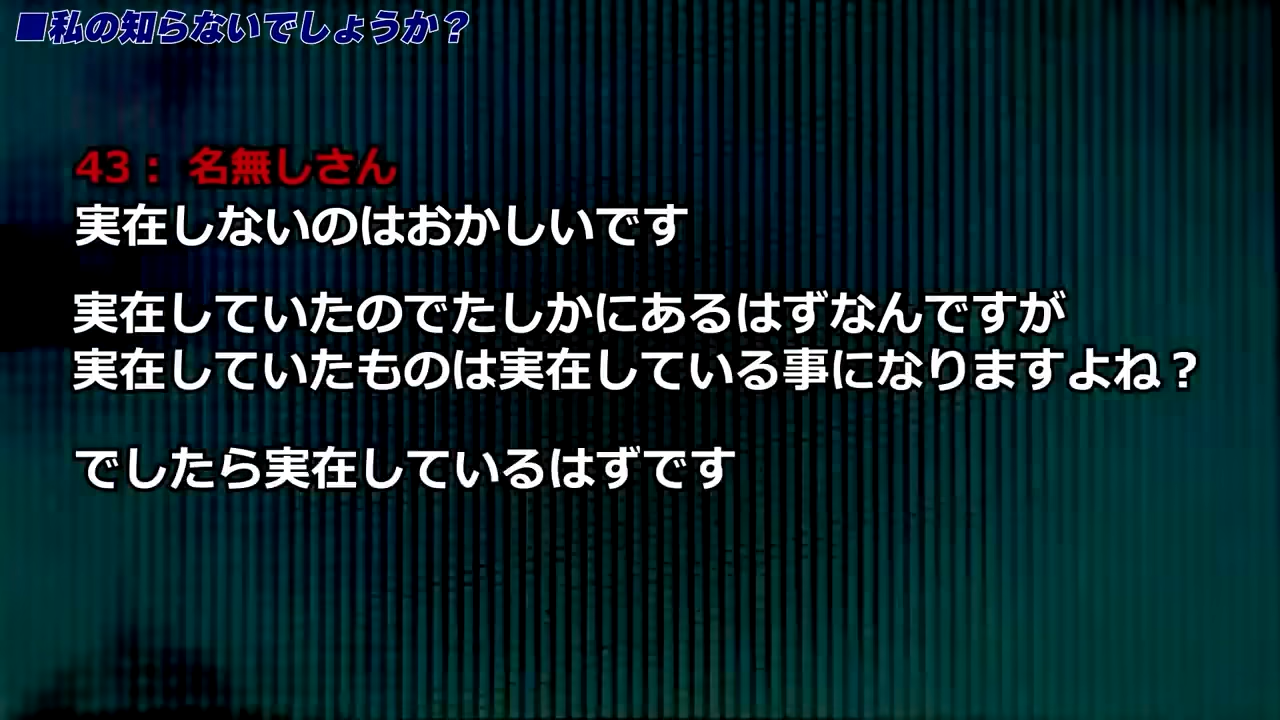 ■私の知らないでしょうか？
43： 名無しさん
実在しないのはおかしいです
実在していたのでたしかにあるはずなんですが
実在していたものは実在している事になりますよね？
でしたら実在しているはずです